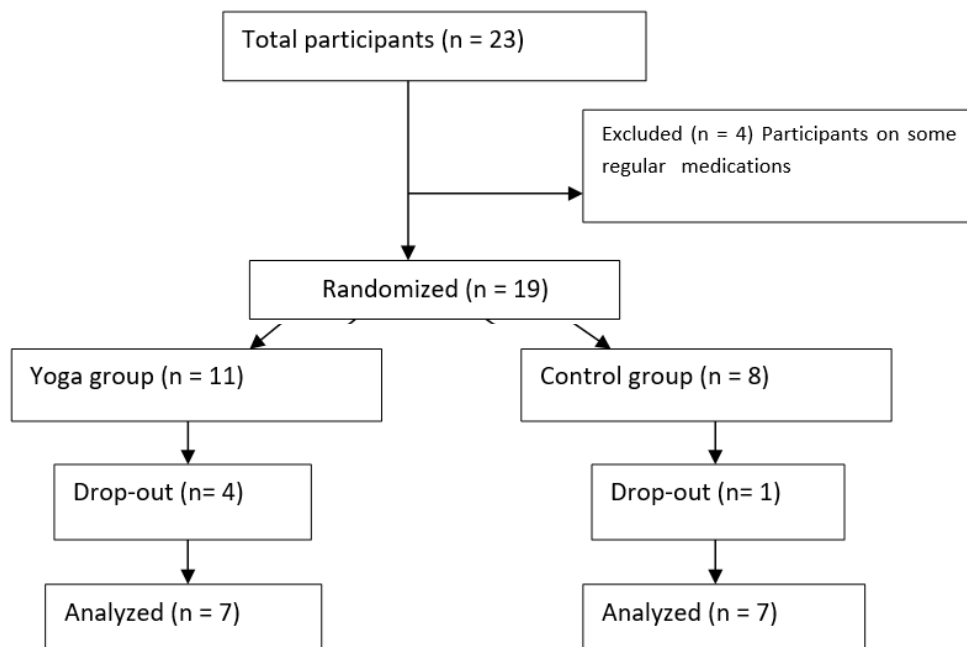 Total participants (n = 23)
Excluded (n = 4) Participants on some
regular medications
Randomized (n = 19)
Yoga group (n = 11)
Control group (n = 8)
Drop-out (n= 4)
Drop-out (n= 1)
Analyzed (n = 7)
Analyzed (n = 7)